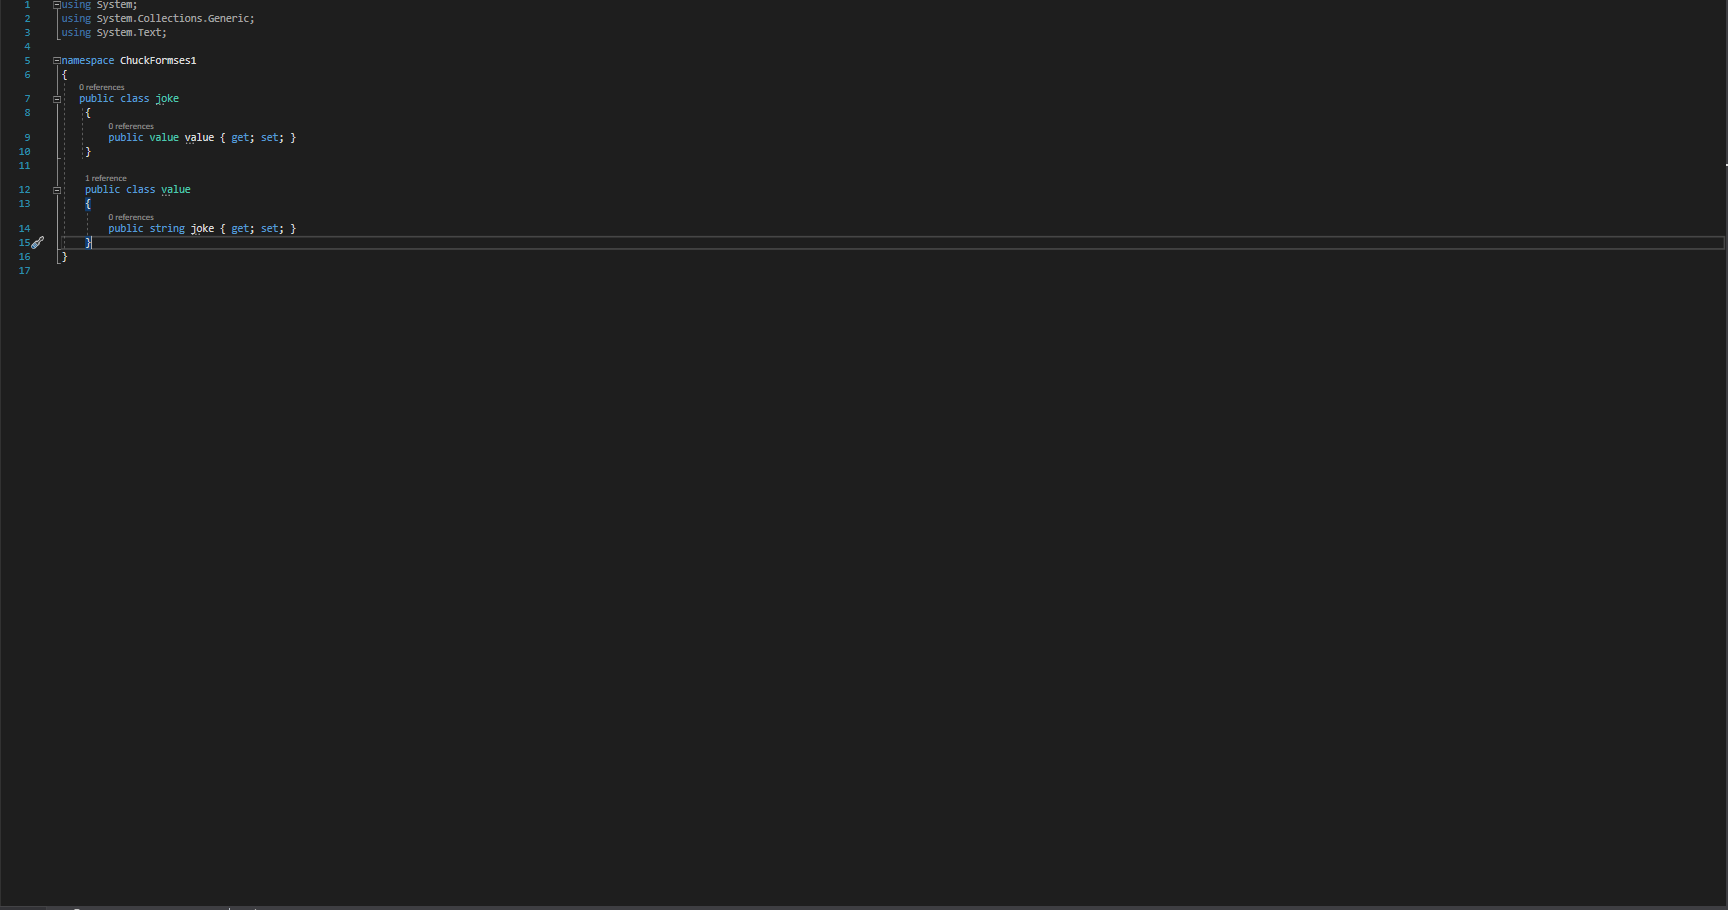 1 using System;
2 using System.Collections.Generic;
3 using System.Text;
4
5 namespace ChuckFormses1
6 {
0 references
7 public class joke
8 {
0 references
9 public value value { get; set; }
10 }
11
1 reference
12 public class value
13 {
0 references
14 public string joke { get; set; }
15 }
16 }
17